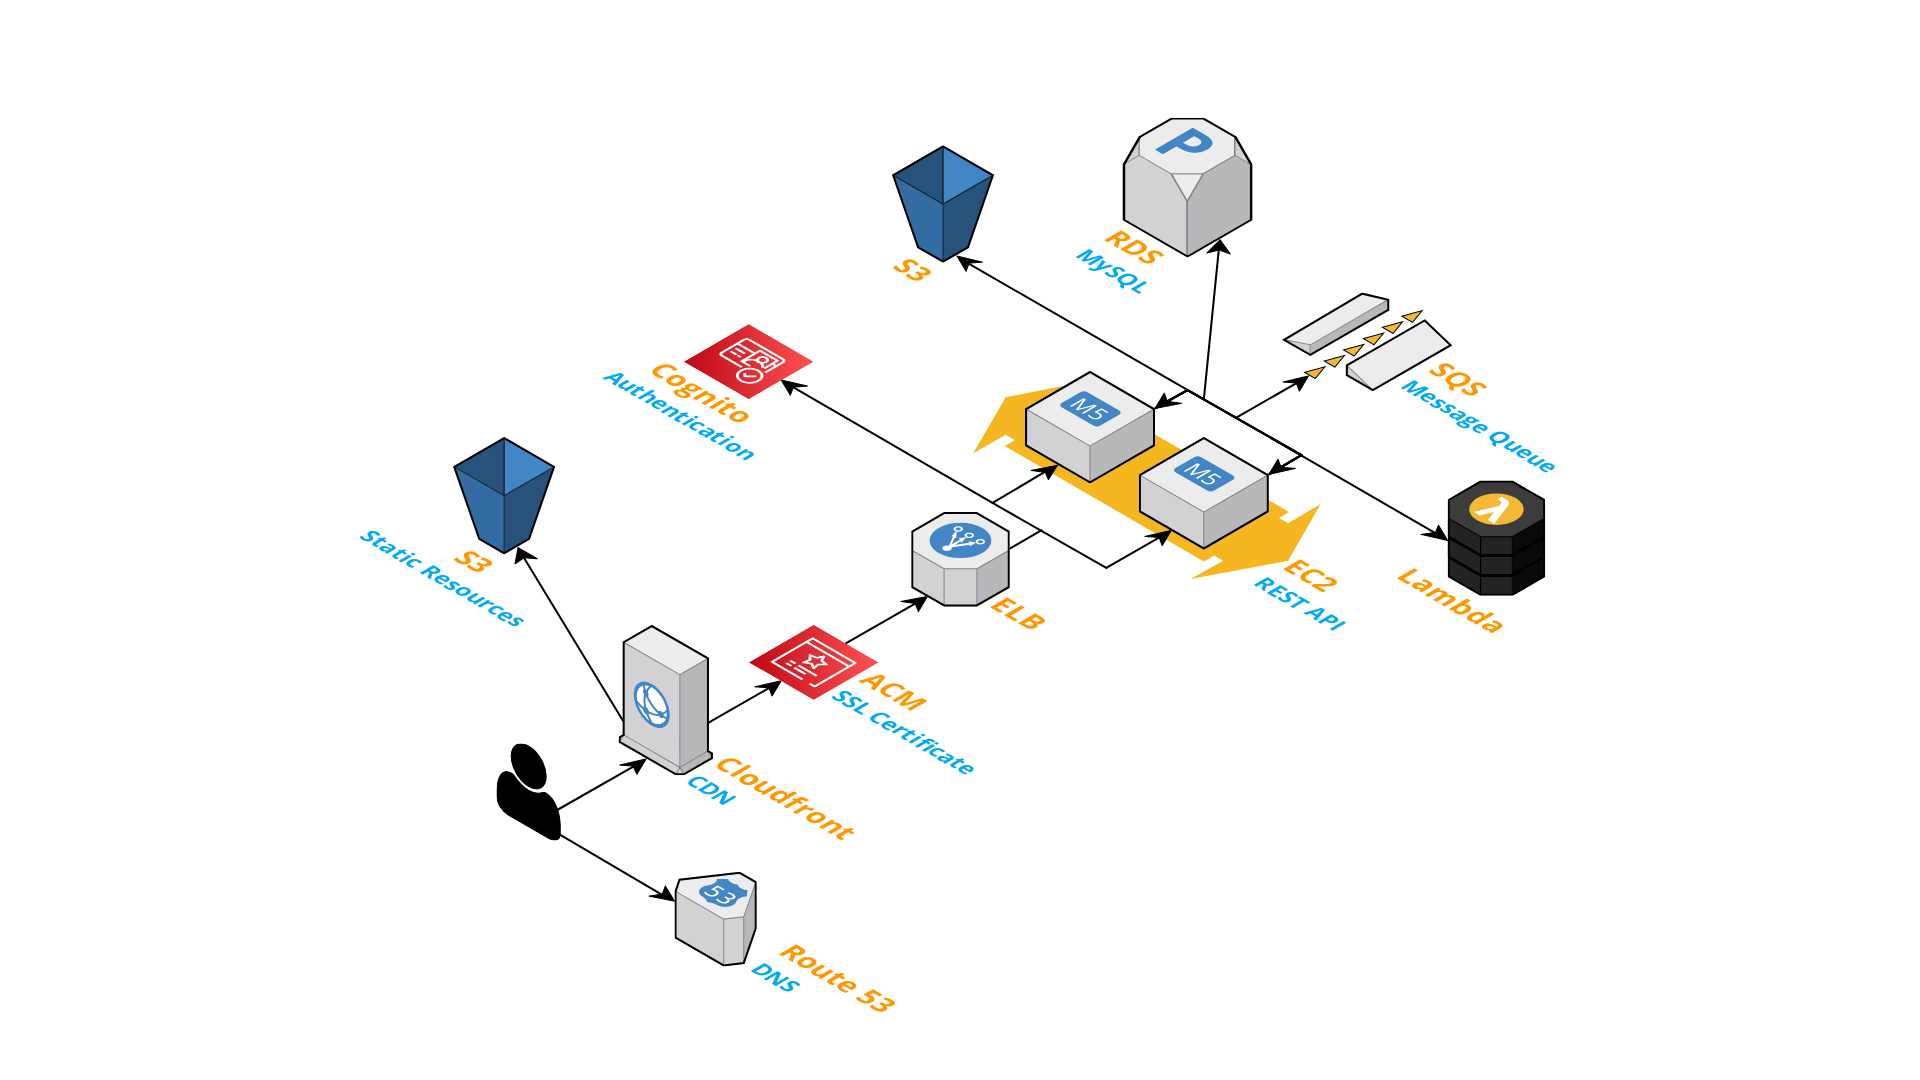 P
RDS
MySQL
S3
SQS
Message Queue
Cognito
Authentication
M5
M5
S3
Static Resources
λ
Lambda
EC2
REST API
ELB
ACM
SSL Certificate
Cloudfront
CDN
53
Route 53
DNS